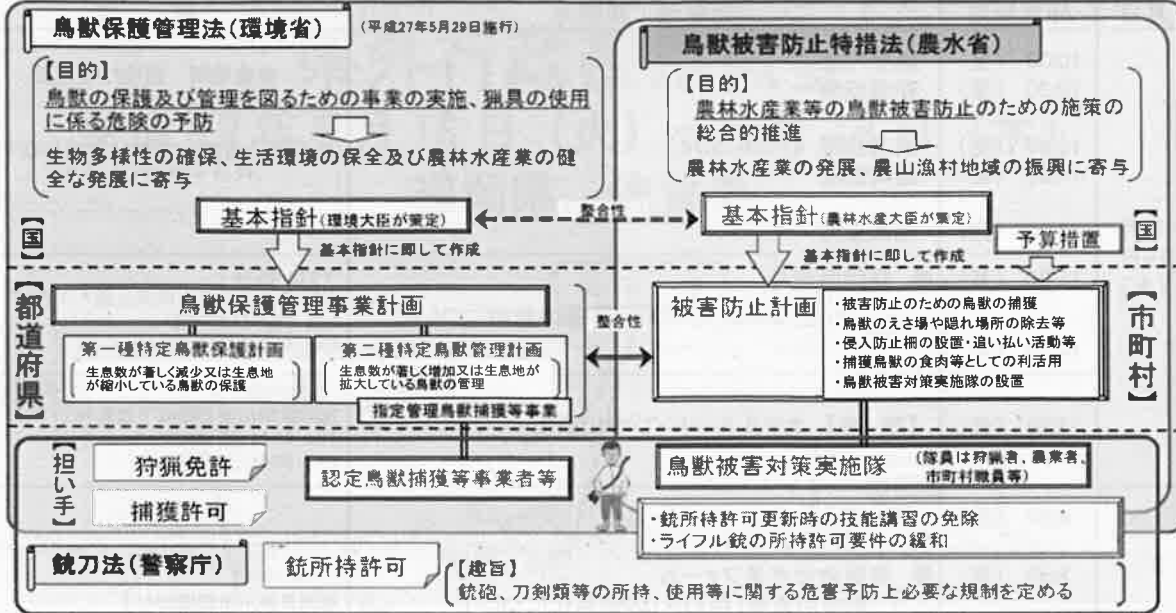 鳥獣保護管理法(環境省)
(平成27年5月29日施行)
【目的】
鳥獣の保護及び管理を図るための事業の実施、猟具の使用
に係る危険の予防
生物多様性の確保、生活環境の保全及び農林水産業の健
全な発展に寄与
鳥獣被害防止特措法(農水省)
【目的】
農林水産業等の鳥獣被害防止のための施策の
総合的推進
農林水産業の発展、農山漁村地域の振興に寄与
【国】
基本指針(環境大臣が策定)
整合性
基本指針(農林水産大臣が策定)
【国】
基本指針に即して作成
基本指針に即して作成
予算措置
【都道府県】
鳥獣保護管理事業計画
第一種特定鳥獣保護計画
生息数が著しく減少又は生息地
が縮小している鳥獣の保護
第二種特定鳥獣管理計画
生息数が著しく増加又は生息地が
拡大している鳥獣の管理
指定管理鳥獣捕獲等事業
整合性
被害防止計画
・被害防止のための鳥獣の捕獲
・鳥獣のえさ場や隠れ場所の除去等
・侵入防止柵の設置・追い払い活動等
・捕獲鳥獣の食肉等としての利活用
・鳥獣被害対策実施隊の設置
【市町村】
担い手
狩猟免許
捕獲許可
認定鳥獣捕獲等事業者等
鳥獣被害対策実施隊
(隊員は狩猟者、農業者、
市町村職員等)
・銃所持許可更新時の技能講習の免除
・ライフル銃の所持許可要件の緩和
銃刀法(警察庁)
銃所持許可
【趣旨】
銃砲、刀剣類等の所持、使用等に関する危害予防上必要な規制を定める